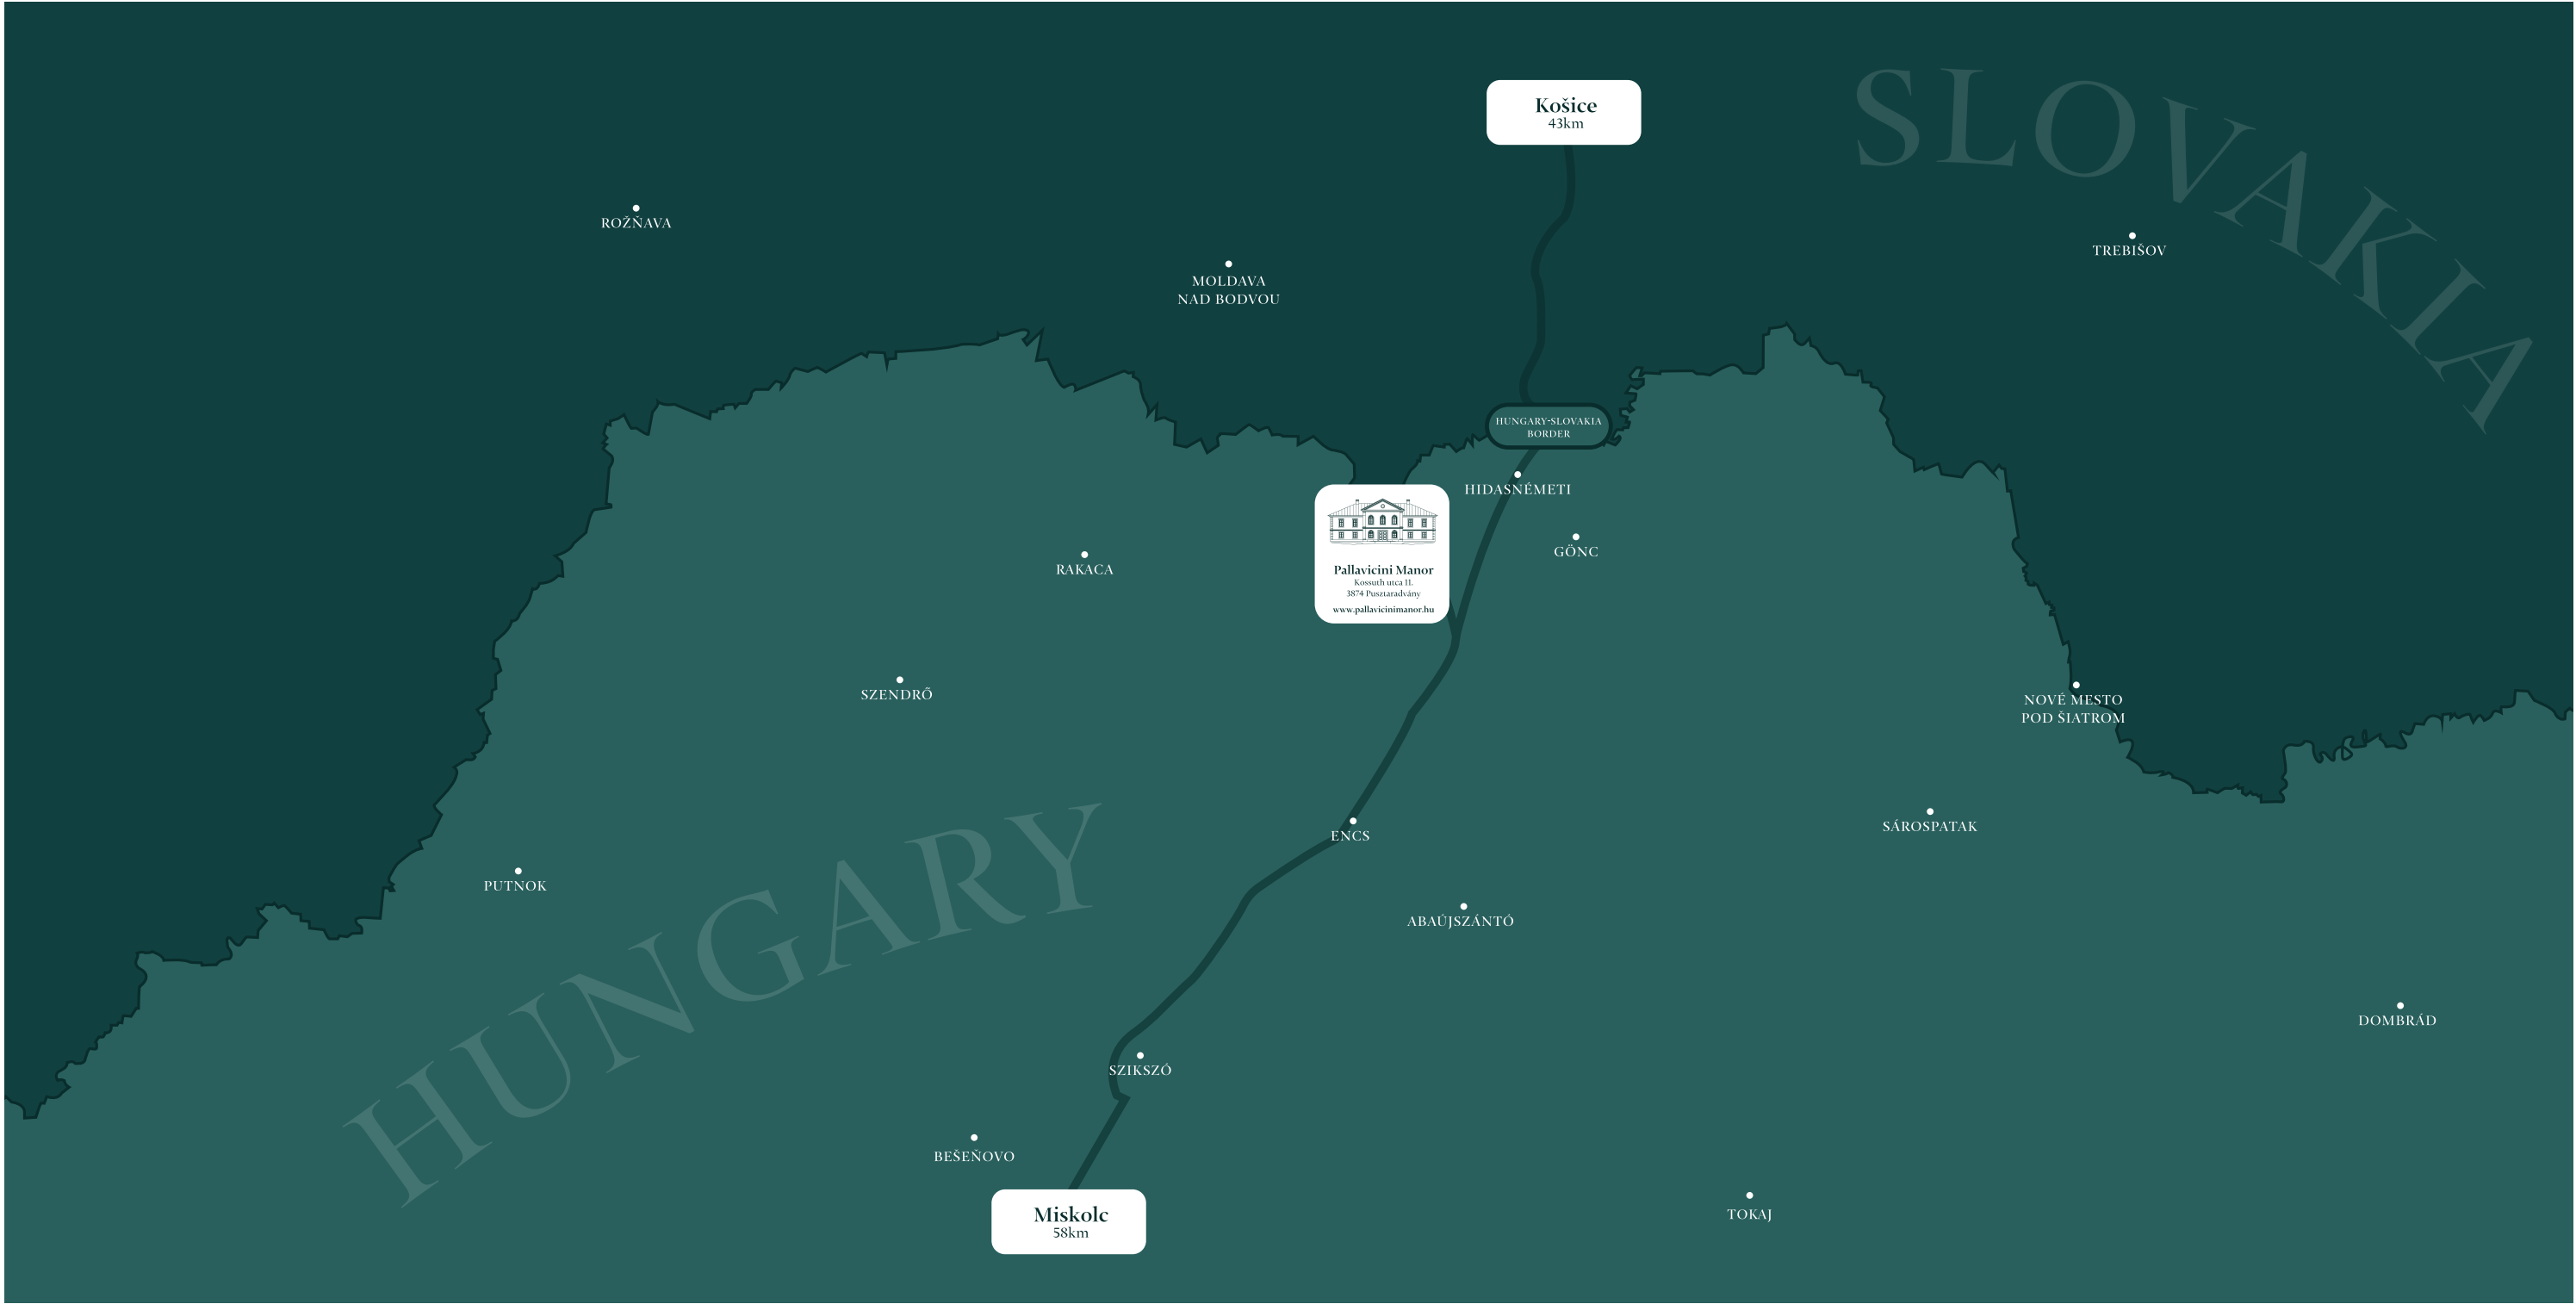 SLOVAKIA
Košice
43km
ROŽŇAVA
TREBIŠOV
MOLDAVA
NAD BODVOU
HUNGARY-SLOVAKIA
BORDER
HIDASNÉMETI
GÖNC
RAKACA
Pallavicini Manor
Kossuth utca 11.
3874 Pusztaradvány
www.pallavicinimanor.hu
SZENDRŐ
NOVÉ MESTO
POD ŠIATROM
HUNGARY
ENCS
SÁROSPATAK
PUTNOK
ABAÚJSZÁNTÓ
DOMBRÁD
SZIKSZÓ
BEŠEŇOVO
Miskolc
58km
TOKAJ